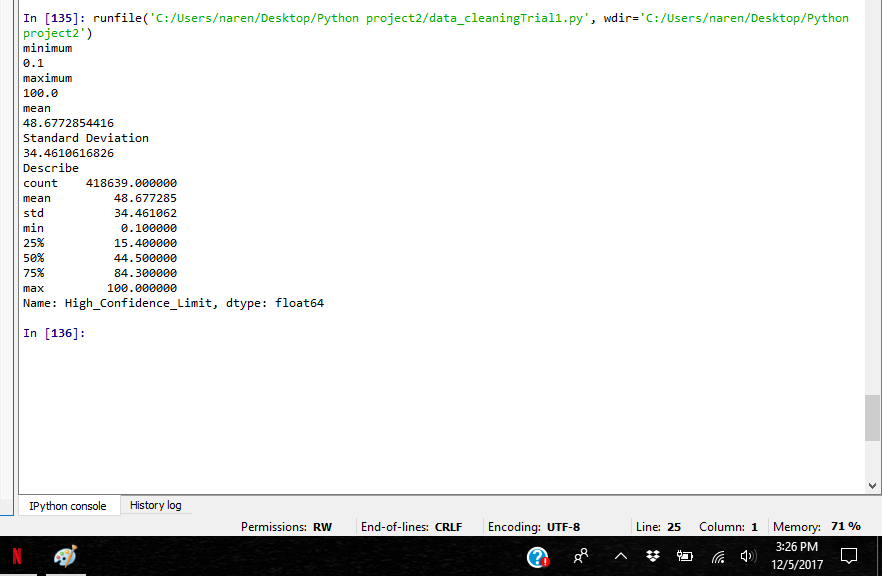 In [135]: runfile('C:/Users/naren/Desktop/Python project2/data_cleaningTrial1.py', wdir='C:/Users/naren/Desktop/Python
project2')
minimum
0.1
maximum
100.0
mean
48.6772854416
Standard Deviation
34.4610616826
Describe
count    418639.000000
mean         48.677285
std          34.461062
min           0.100000
25%          15.400000
50%          44.500000
75%          84.300000
max         100.000000
Name: High_Confidence_Limit, dtype: float64
In [136]:
IPython console History log
Permissions: RW End-of-lines: CRLF Encoding: UTF-8 Line: 25 Column: 1 Memory: 71 %
N
3:26 PM
12/5/2017